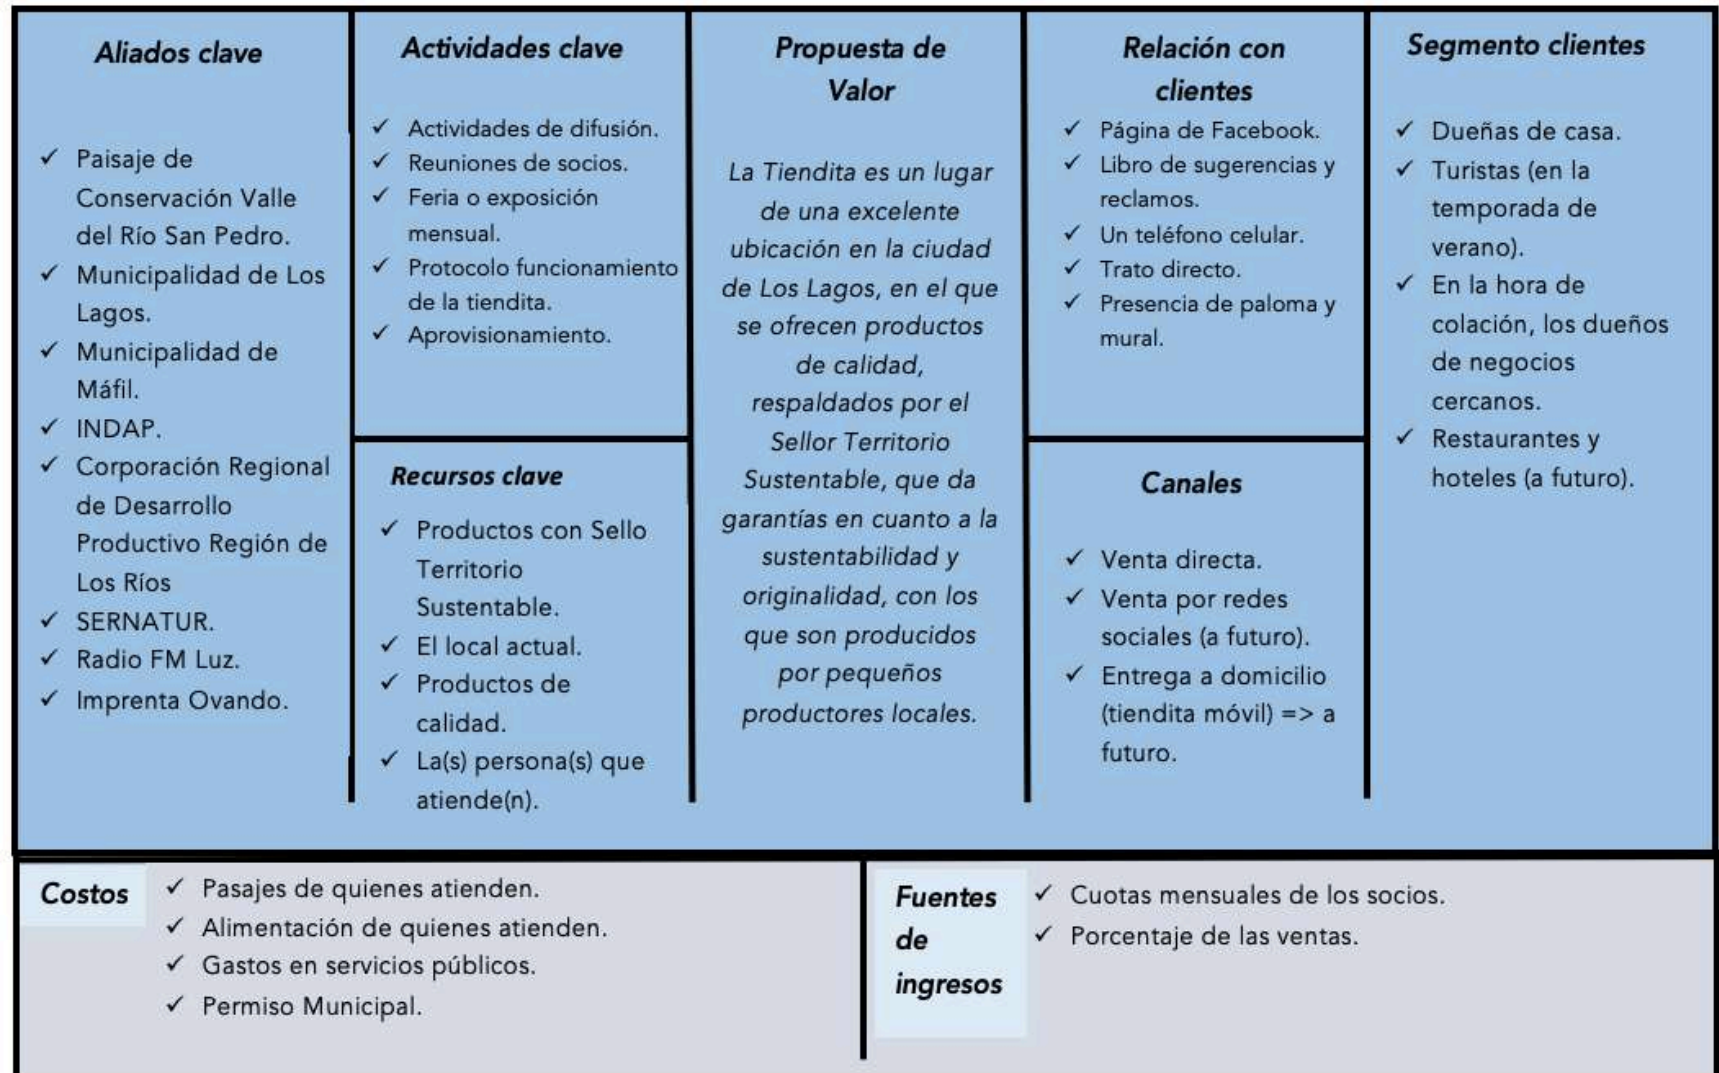 Aliados clave
✓ Paisaje de
Conservación Valle
del Río San Pedro.
✓ Municipalidad de Los
Lagos.
✓ Municipalidad de
Máfil.
✓ INDAP.
✓ Corporación Regional
de Desarrollo
Productivo Región de
Los Ríos
✓ SERNATUR.
✓ Radio FM Luz.
✓ Imprenta Ovando.
Actividades clave
✓ Actividades de difusión.
✓ Reuniones de socios.
✓ Feria o exposición
mensual.
✓ Protocolo funcionamiento
de la tiendita.
✓ Aprovisionamiento.
Recursos clave
✓ Productos con Sello
Territorio
Sustentable.
✓ El local actual.
✓ Productos de
calidad.
✓ La(s) persona(s) que
atiende(n).
Propuesta de
Valor
La Tiendita es un lugar
de una excelente
ubicación en la ciudad
de Los Lagos, en el que
se ofrecen productos
de calidad,
respaldados por el
Sellor Territorio
Sustentable, que da
garantías en cuanto a la
sustentabilidad y
originalidad, con los
que son producidos
por pequeños
productores locales.
Relación con
clientes
✓ Página de Facebook.
✓ Libro de sugerencias y
reclamos.
✓ Un teléfono celular.
✓ Trato directo.
✓ Presencia de paloma y
mural.
Canales
✓ Venta directa.
✓ Venta por redes
sociales (a futuro).
✓ Entrega a domicilio
(tiendita móvil) => a
futuro.
Segmento clientes
✓ Dueñas de casa.
✓ Turistas (en la
temporada de
verano).
✓ En la hora de
colación, los dueños
de negocios
cercanos.
✓ Restaurantes y
hoteles (a futuro).
Costos
✓ Pasajes de quienes atienden.
✓ Alimentación de quienes atienden.
✓ Gastos en servicios públicos.
✓ Permiso Municipal.
Fuentes
de
ingresos
✓ Cuotas mensuales de los socios.
✓ Porcentaje de las ventas.